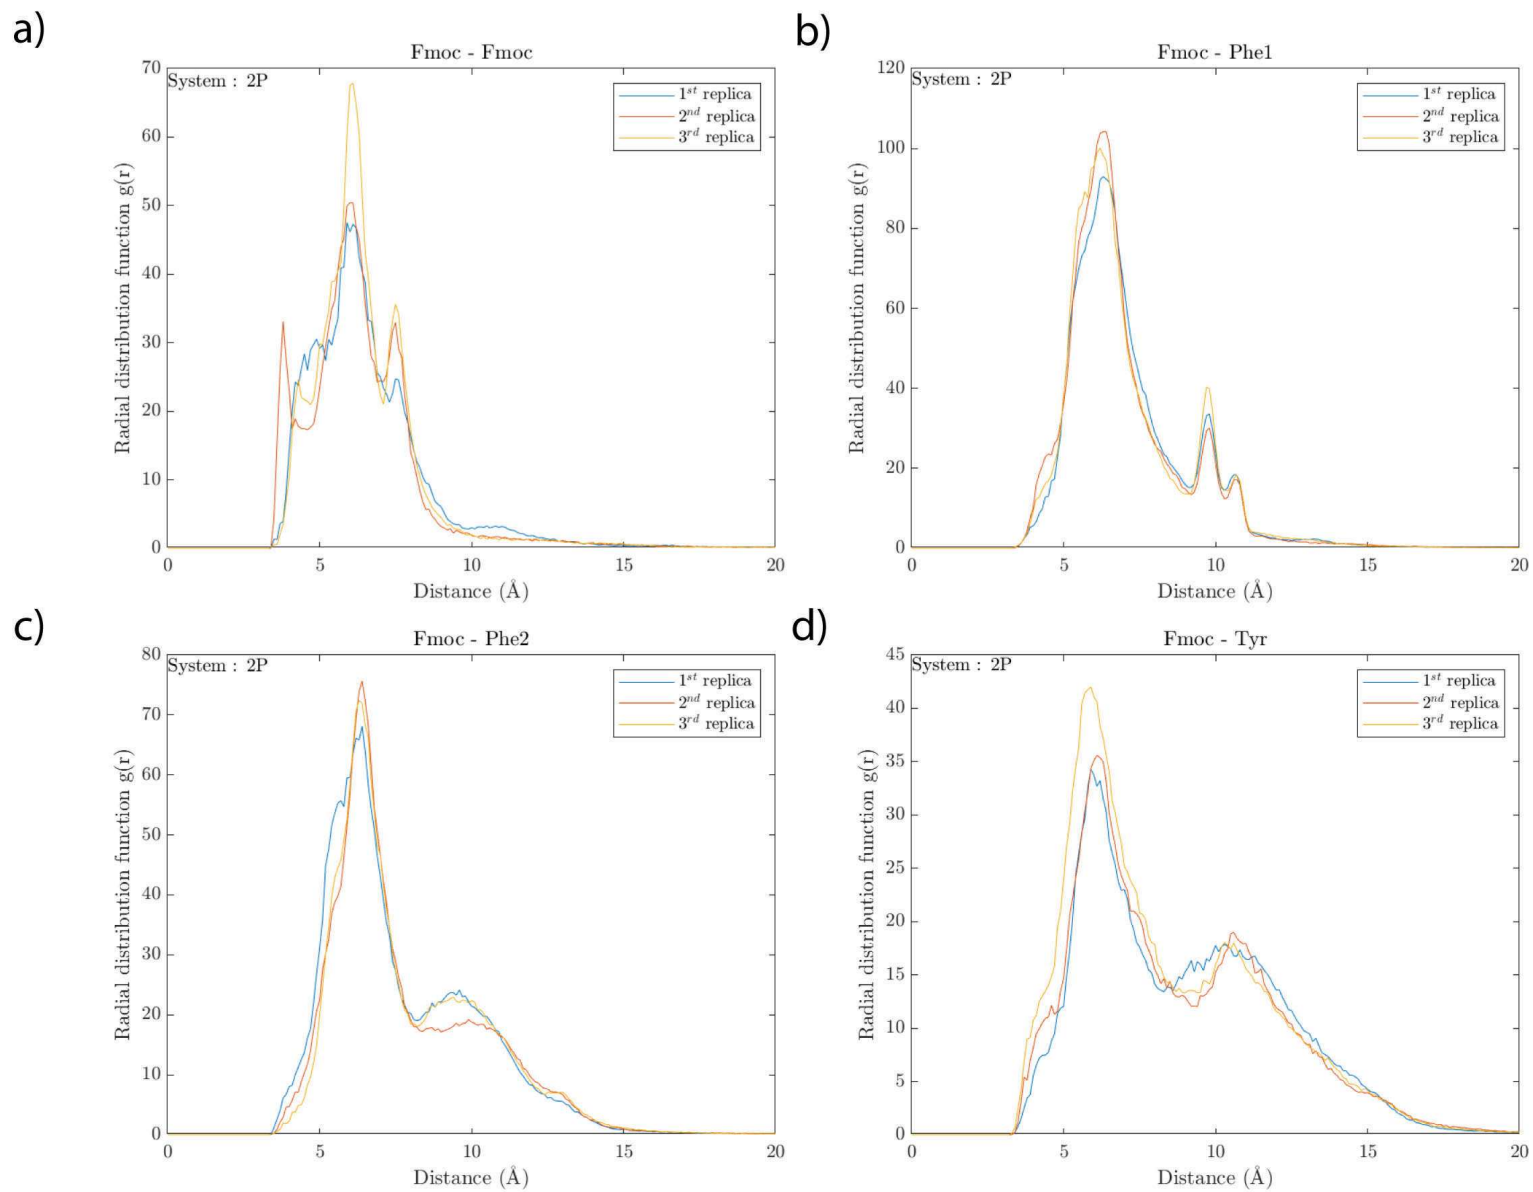 a)
Fmoc - Fmoc
System : 2P
1st replica
2nd replica
3rd replica
Radial distribution function g(r)
70
60
50
40
30
20
10
0
0 5 10 15 20
Distance (Å)
b)
Fmoc - Phe1
System : 2P
1st replica
2nd replica
3rd replica
Radial distribution function g(r)
120
100
80
60
40
20
0
0 5 10 15 20
Distance (Å)
c)
Fmoc - Phe2
System : 2P
1st replica
2nd replica
3rd replica
Radial distribution function g(r)
80
70
60
50
40
30
20
10
0
0 5 10 15 20
Distance (Å)
d)
Fmoc - Tyr
System : 2P
1st replica
2nd replica
3rd replica
Radial distribution function g(r)
45
40
35
30
25
20
15
10
5
0
0 5 10 15 20
Distance (Å)